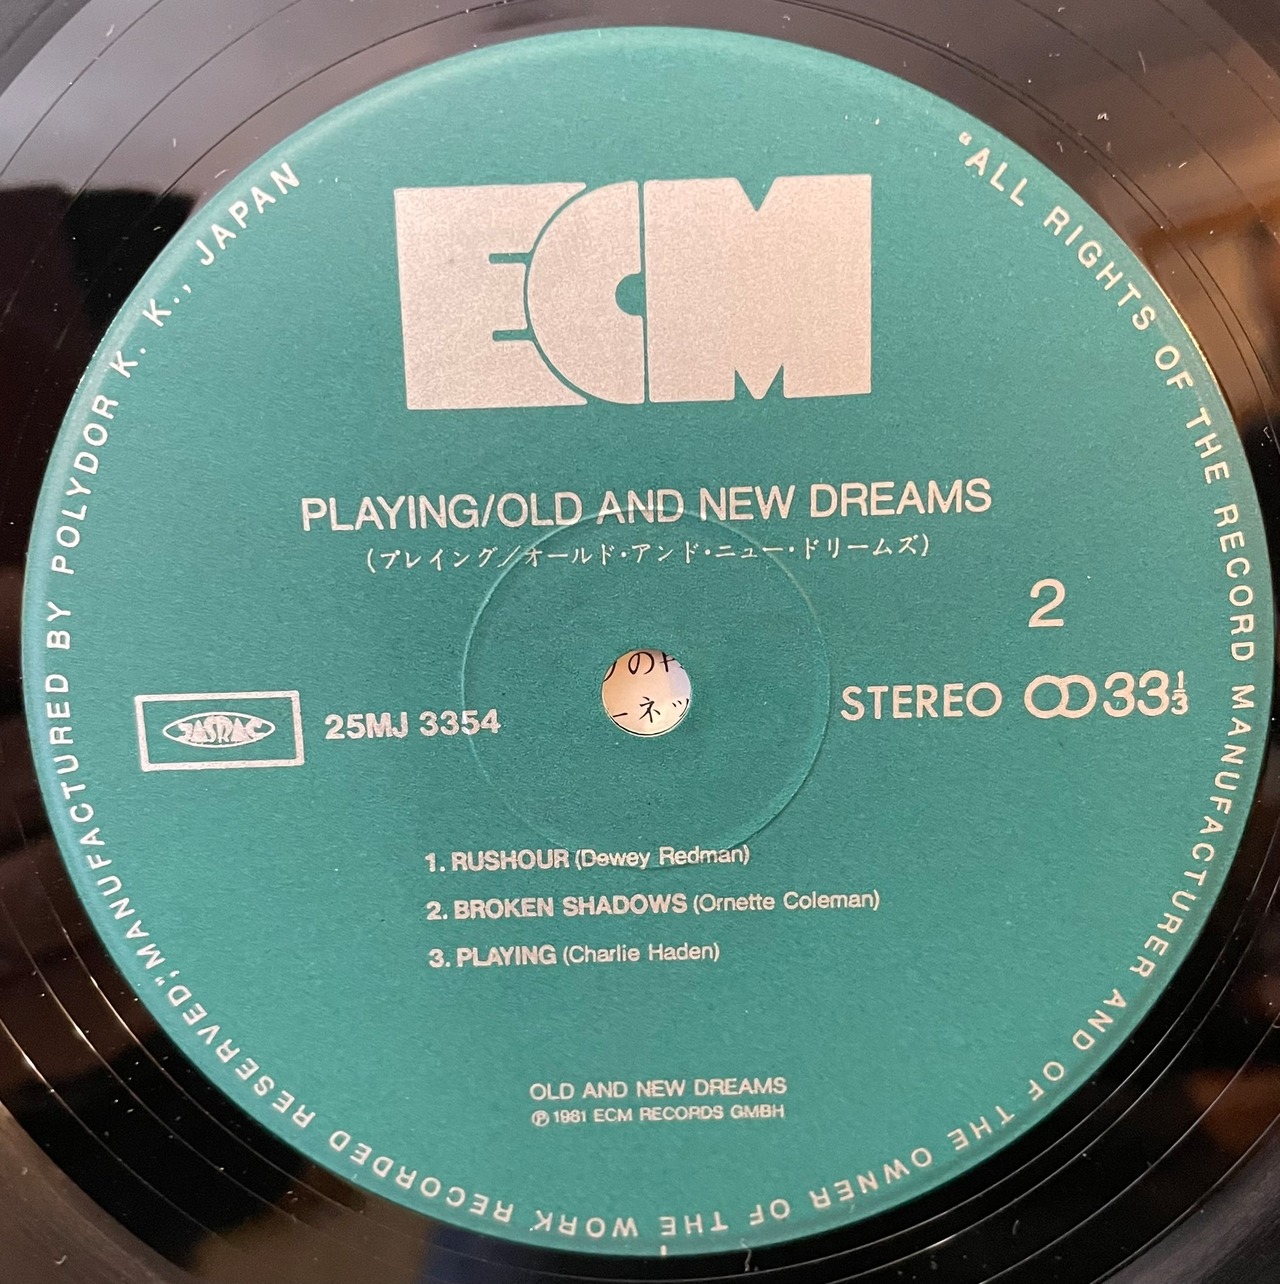 ECM
PLAYING/OLD AND NEW DREAMS
(プレイング/オールド・アンド・ニュー・ドリームズ)
2
JASRAC
25MJ 3354
STEREO 33⅓
1. RUSHOUR (Dewey Redman)
2. BROKEN SHADOWS (Ornette Coleman)
3. PLAYING (Charlie Haden)
OLD AND NEW DREAMS
Ⓟ 1981 ECM RECORDS GMBH
"ALL RIGHTS OF THE RECORD MANUFACTURER AND OF THE OWNER OF THE WORK RECORDED RESERVED," MANUFACTURED BY POLYDOR K. K., JAPAN
ーネッ